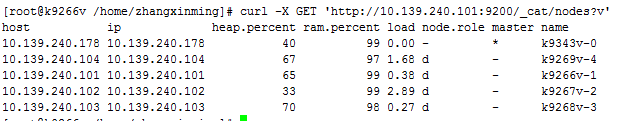 [root@k9266v /home/zhangxinming]# curl -X GET 'http://10.139.240.101:9200/_cat/nodes?v'
host ip heap.percent ram.percent load node.role master name
10.139.240.178 10.139.240.178 40 99 0.00 - * k9343v-0
10.139.240.104 10.139.240.104 67 97 1.68 d - k9269v-4
10.139.240.101 10.139.240.101 65 99 0.38 d - k9266v-1
10.139.240.102 10.139.240.102 33 99 2.89 d - k9267v-2
10.139.240.103 10.139.240.103 70 98 0.27 d - k9268v-3